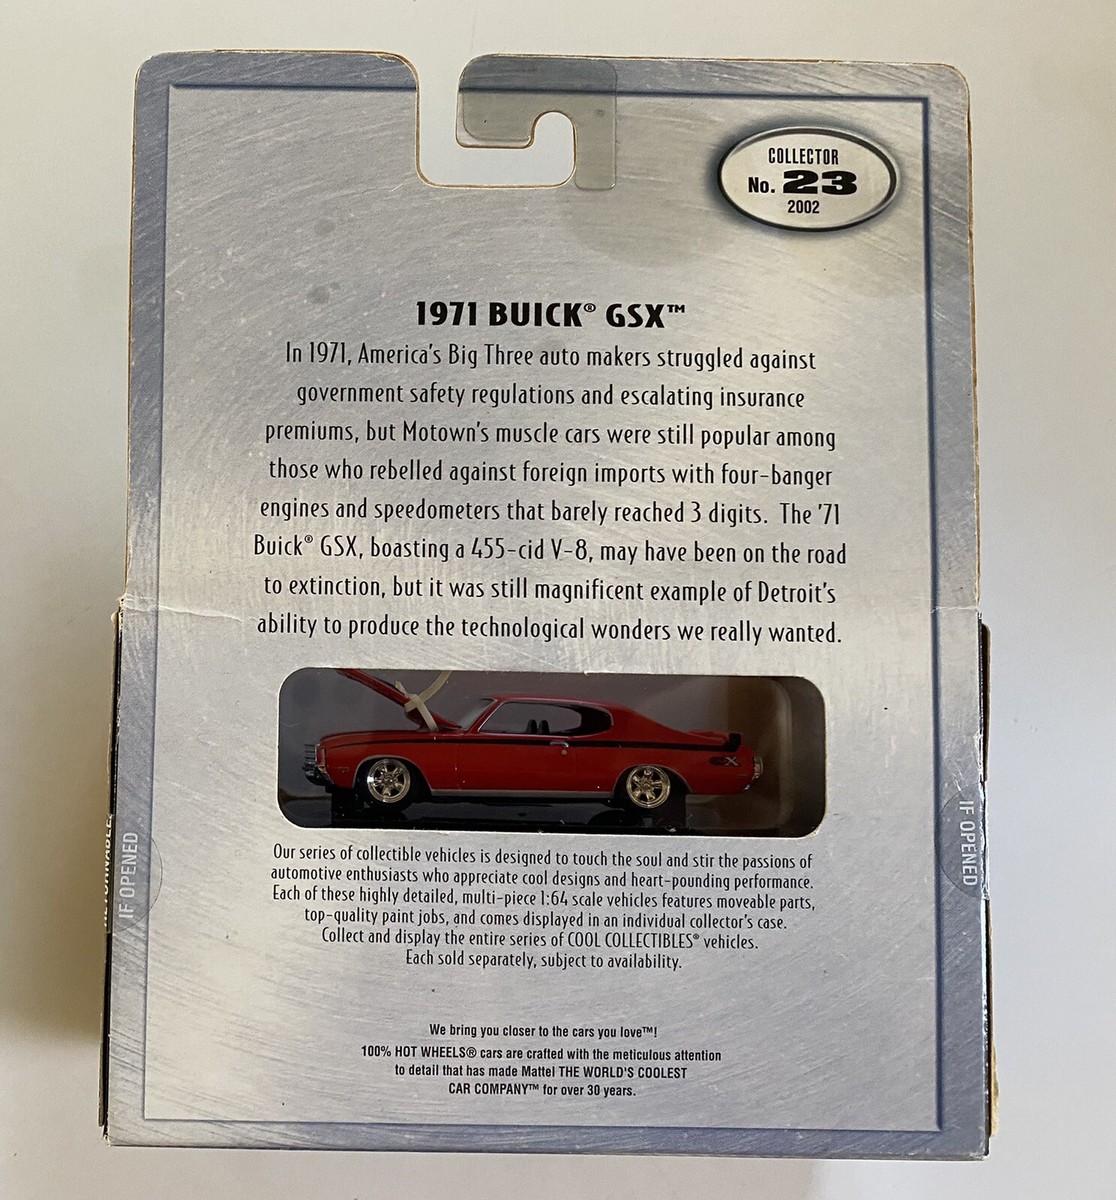 COLLECTOR
No. 23
2002
1971 BUICK® GSX™
In 1971, America's Big Three auto makers struggled against
government safety regulations and escalating insurance
premiums, but Motown's muscle cars were still popular among
those who rebelled against foreign imports with four-banger
engines and speedometers that barely reached 3 digits. The '71
Buick® GSX, boasting a 455-cid V-8, may have been on the road
to extinction, but it was still magnificent example of Detroit's
ability to produce the technological wonders we really wanted.
X
Our series of collectible vehicles is designed to touch the soul and stir the passions of
automotive enthusiasts who appreciate cool designs and heart-pounding performance.
Each of these highly detailed, multi-piece 1:64 scale vehicles features moveable parts,
top-quality paint jobs, and comes displayed in an individual collector's case.
Collect and display the entire series of COOL COLLECTIBLES® vehicles.
Each sold separately, subject to availability.
We bring you closer to the cars you love™!
100% HOT WHEELS® cars are crafted with the meticulous attention
to detail that has made Mattel THE WORLD'S COOLEST
CAR COMPANY™ for over 30 years.
IF OPENED
IF OPENED